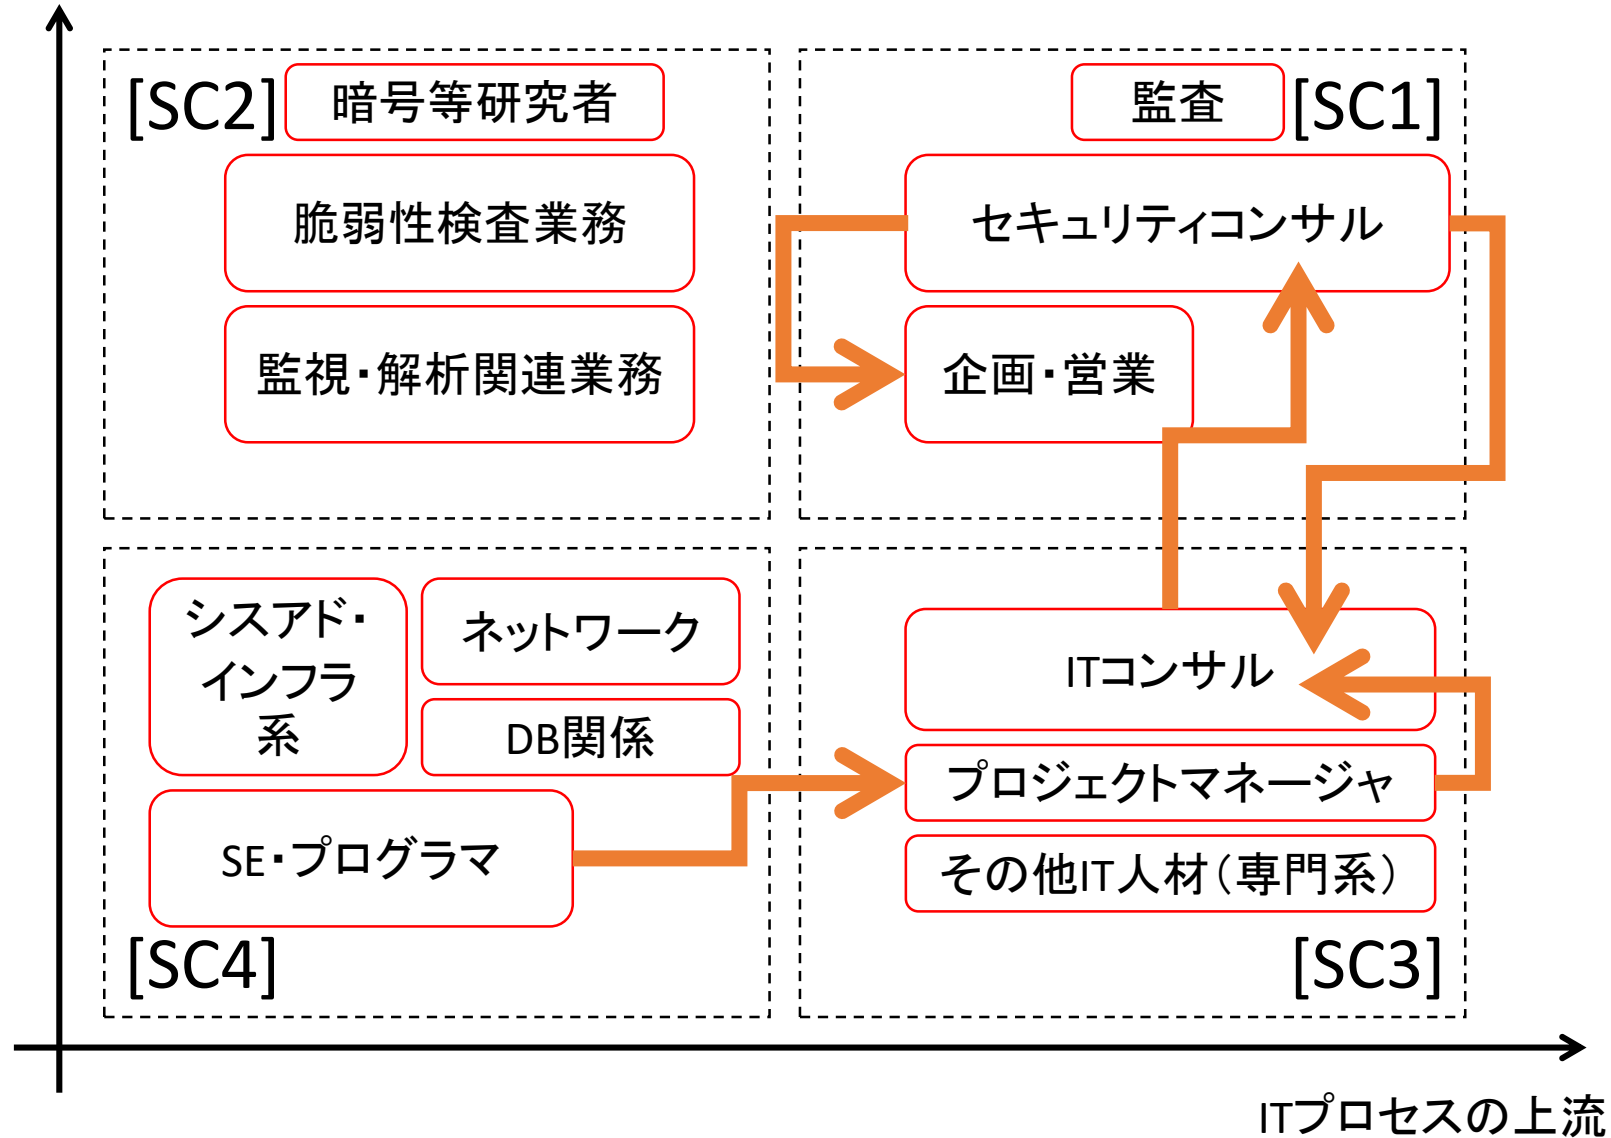 [SC2]
暗号等研究者
監査
[SC1]
脆弱性検査業務
セキュリティコンサル
監視・解析関連業務
企画・営業
シスアド・
インフラ
系
ネットワーク
DB関係
ITコンサル
プロジェクトマネージャ
SE・プログラマ
その他IT人材（専門系）
[SC4]
[SC3]
ITプロセスの上流